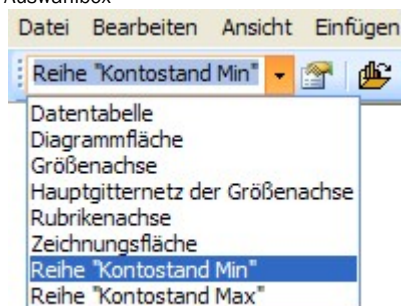 Auswahlbox
Datei Bearbeiten Ansicht Einfügen
Reihe "Kontostand Min"
Datentabelle
Diagrammfläche
Größenachse
Hauptgitternetz der Größenachse
Rubrikenachse
Zeichnungsfläche
Reihe "Kontostand Min"
Reihe "Kontostand Max"